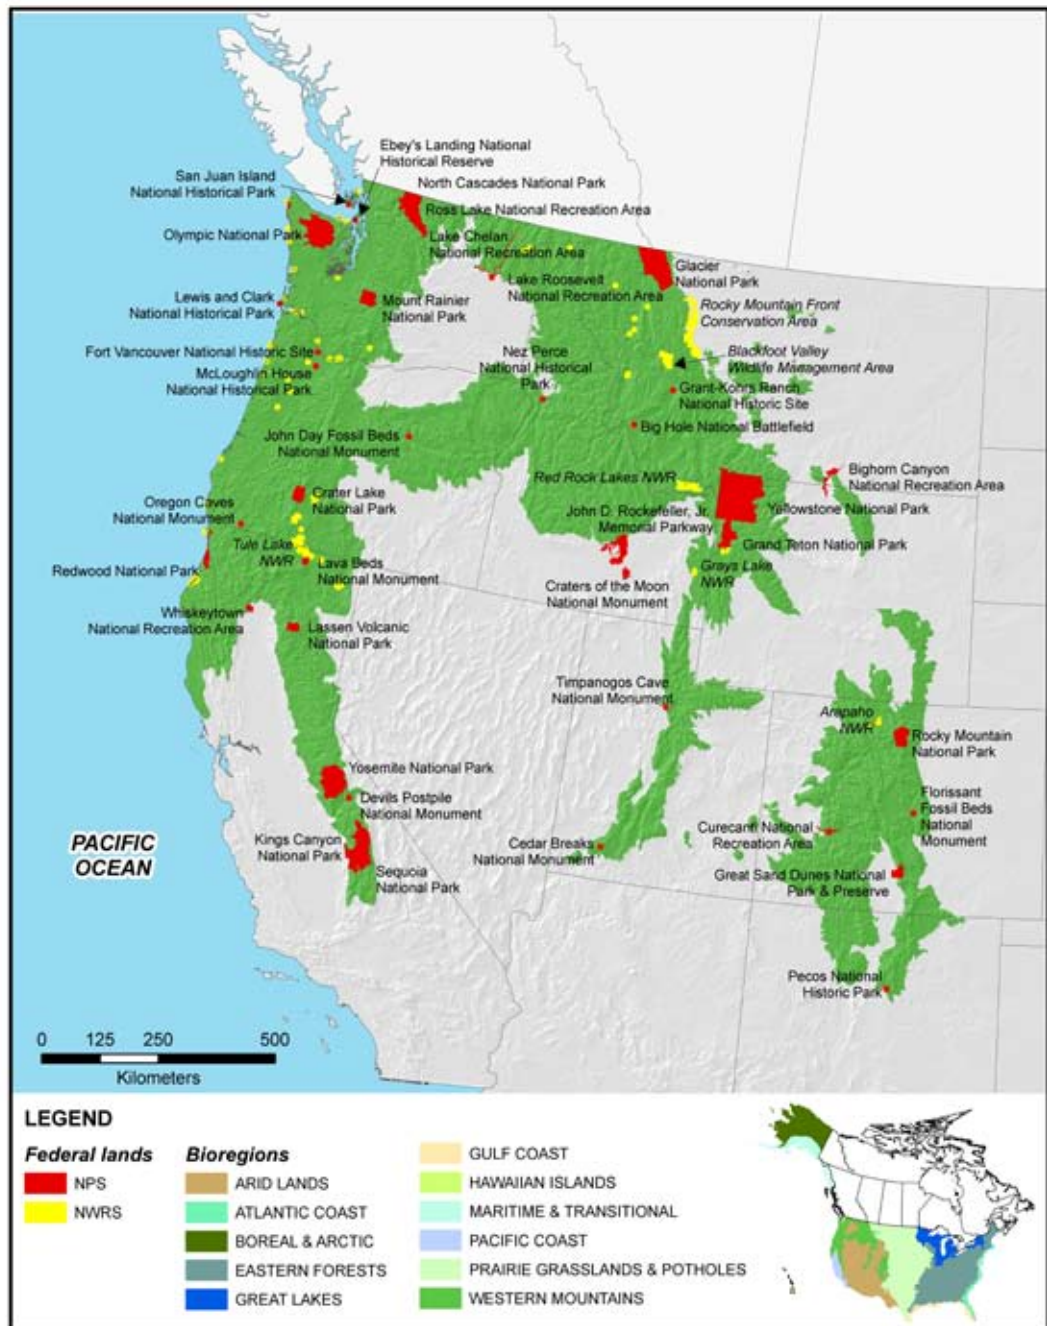 Ebey's Landing National
Historical Reserve
San Juan Island
National Historical Park
North Cascades National Park
Ross Lake National Recreation Area
Olympic National Park
Lake Chelan
National Recreation Area
Glacier
National Park
Lake Roosevelt
National Recreation Area
Lewis and Clark
National Historical Park
Mount Rainier
National Park
Rocky Mountain Front
Conservation Area
Fort Vancouver National Historic Site
Nez Perce
National Historical
Park
Blackfoot Valley
Wildlife Management Area
McLoughlin House
National Historical Park
Grant-Kohrs Ranch
National Historic Site
Big Hole National Battlefield
John Day Fossil Beds
National Monument
Bighorn Canyon
National Recreation Area
Red Rock Lakes NWR
Crater Lake
National Park
Oregon Caves
National Monument
John D. Rockefeller, Jr.
Memorial Parkway
Yellowstone National Park
Tule Lake
NWR
Grand Teton National Park
Redwood National Park
Lava Beds
National Monument
Grays Lake
NWR
Craters of the Moon
National Monument
Whiskeytown
National Recreation Area
Lassen Volcanic
National Park
Timpanogos Cave
National Monument
Arapaho
NWR
Rocky Mountain
National Park
Yosemite National Park
Devils Postpile
National Monument
Florissant
Fossil Beds
National
Monument
Kings Canyon
National Park
Curecanti National
Recreation Area
PACIFIC
OCEAN
Cedar Breaks
National Monument
Sequoia
National Park
Great Sand Dunes National
Park & Preserve
Pecos National
Historic Park
0 125 250 500
Kilometers
LEGEND
Federal lands
NPS
NWRS
Bioregions
ARID LANDS
ATLANTIC COAST
BOREAL & ARCTIC
EASTERN FORESTS
GREAT LAKES
GULF COAST
HAWAIIAN ISLANDS
MARITIME & TRANSITIONAL
PACIFIC COAST
PRAIRIE GRASSLANDS & POTHOLES
WESTERN MOUNTAINS